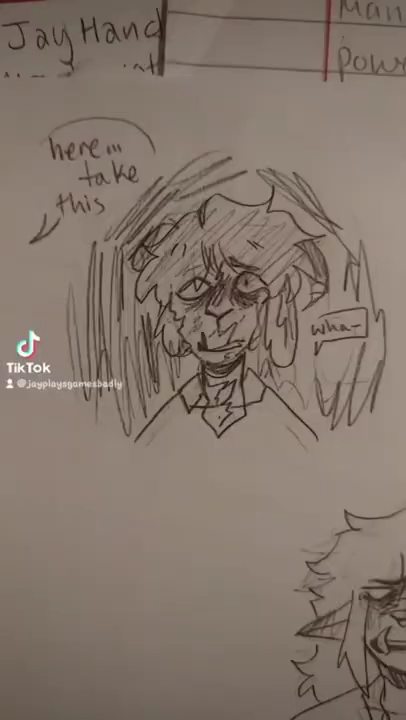 Jay Hand
Man
pow
here...
take
this
wha-
TikTok
@jayplaysgamesbadly